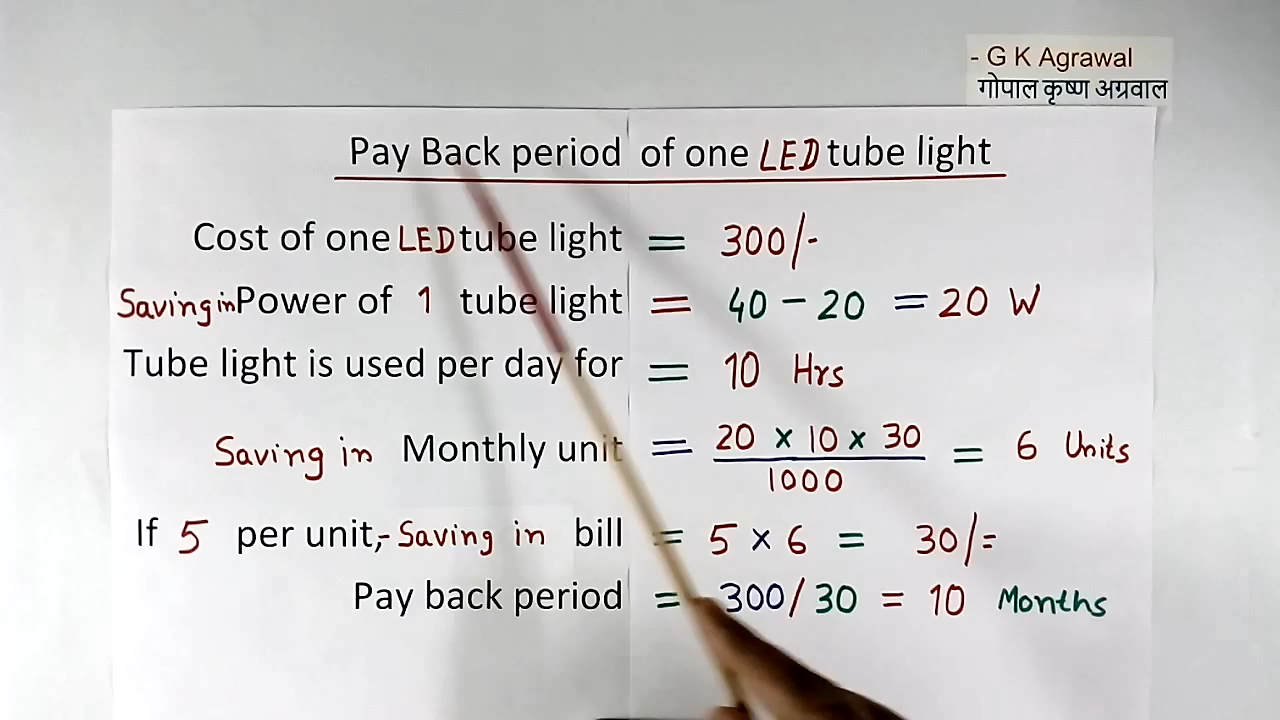 - G K Agrawal
गोपाल कृष्ण अग्रवाल
Pay Back period of one LED tube light
Cost of one LED tube light = 300/-
Saving in Power of 1 tube light = 40 - 20 = 20 W
Tube light is used per day for = 10 Hrs
Saving in Monthly unit = 20 x 10 x 30 = 6 Units
1000
If 5 per unit,- Saving in bill = 5 x 6 = 30/=
Pay back period = 300/30 = 10 Months